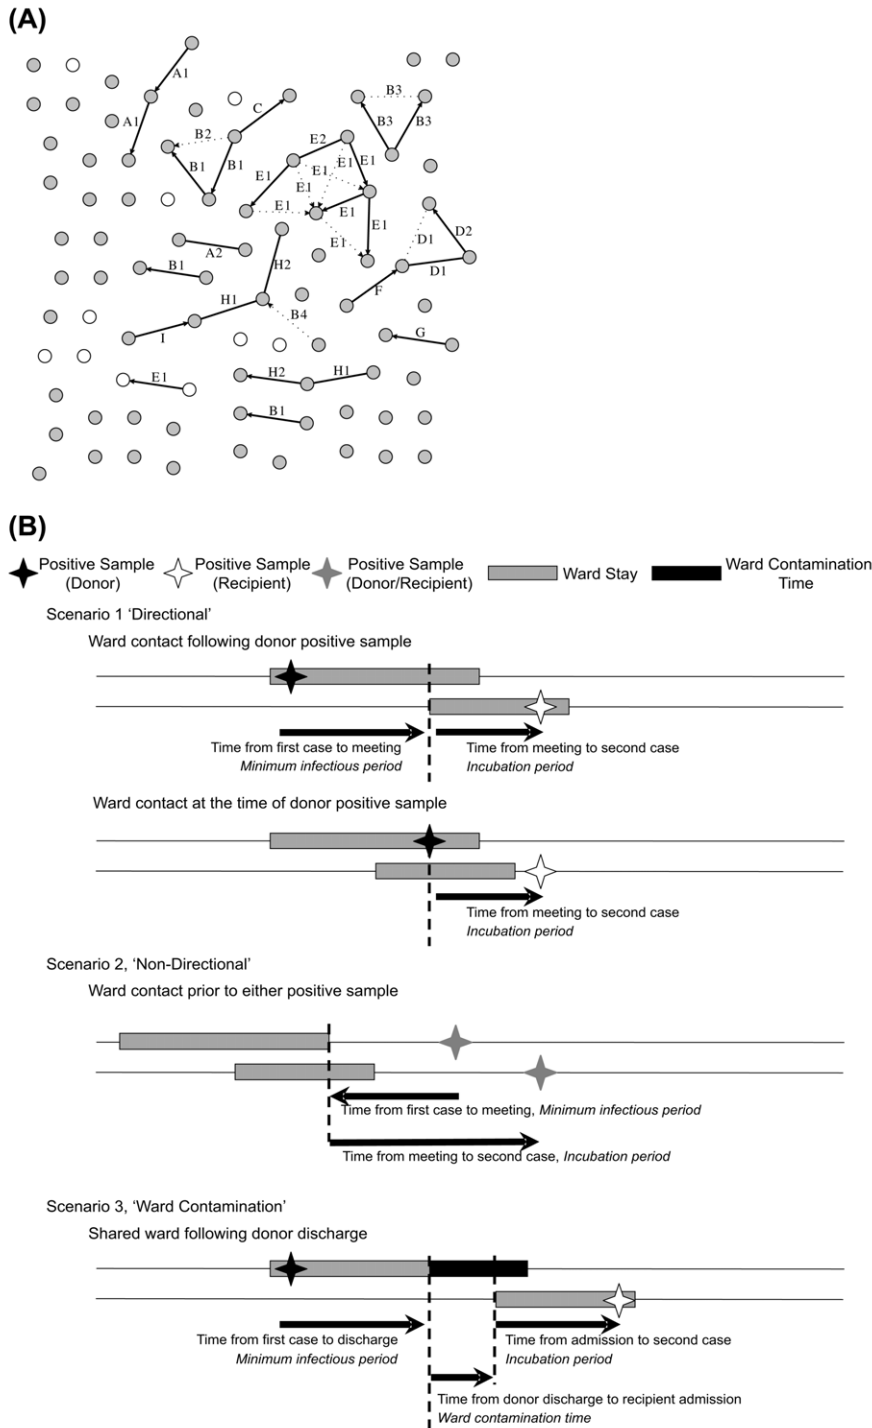 (A)
A1
C
B3
A1
B2
E2
B3
B3
E1
E1
B1
B1
E1
E1
E1
E1
E1
E1
D1
D2
A2
E1
B1
H2
D1
F
H1
B4
I
G
E1
H2
H1
B1
(B)
Positive Sample
(Donor)
Positive Sample
(Recipient)
Positive Sample
(Donor/Recipient)
Ward Stay
Ward Contamination
Time
Scenario 1 ‘Directional’
Ward contact following donor positive sample
Time from first case to meeting
Minimum infectious period
Time from meeting to second case
Incubation period
Ward contact at the time of donor positive sample
Time from meeting to second case
Incubation period
Scenario 2, ‘Non-Directional’
Ward contact prior to either positive sample
Time from first case to meeting, Minimum infectious period
Time from meeting to second case, Incubation period
Scenario 3, ‘Ward Contamination’
Shared ward following donor discharge
Time from first case to discharge
Minimum infectious period
Time from admission to second case
Incubation period
Time from donor discharge to recipient admission
Ward contamination time